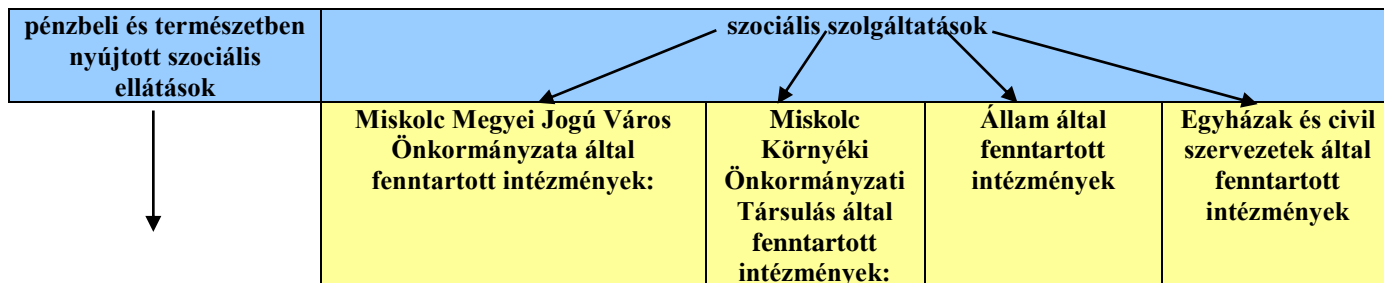 pénzbeli és természetben
nyújtott szociális
ellátások
szociális szolgáltatások
Miskolc Megyei Jogú Város
Önkormányzata által
fenntartott intézmények:
Miskolc
Környéki
Önkormányzati
Társulás által
fenntartott
intézmények:
Állam által
fenntartott
intézmények
Egyházak és civil
szervezetek által
fenntartott
intézmények